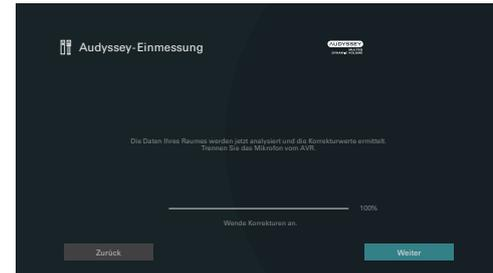 Audyssey-Einmessung
AUDYSSEY
Die Daten Ihres Raumes werden jetzt analysiert und die Korrekturwerte ermittelt.
Trennen Sie das Mikrofon vom AVR.
100%
Wende Korrekturen an.
Zurück
Weiter